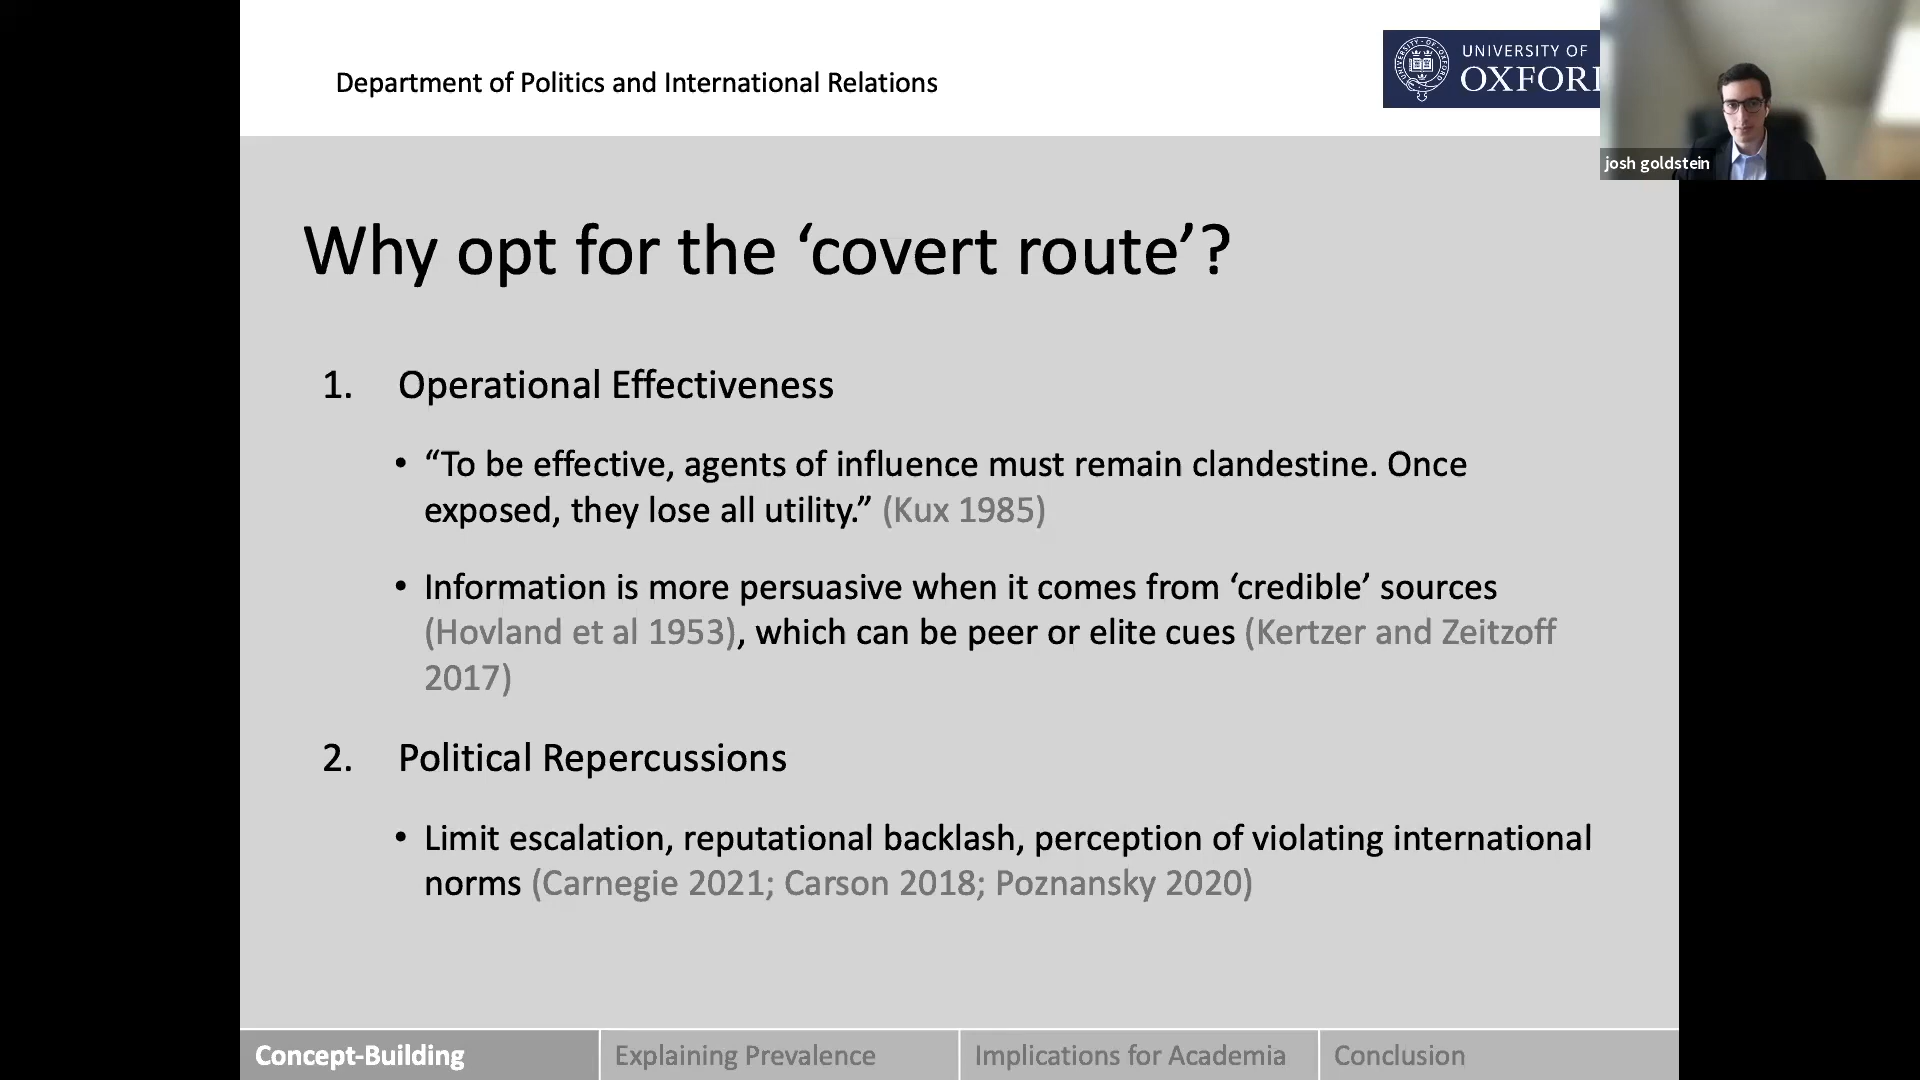 Department of Politics and International Relations
UNIVERSITY OF
OXFORD
josh goldstein
Why opt for the ‘covert route’?
1. Operational Effectiveness
• “To be effective, agents of influence must remain clandestine. Once
exposed, they lose all utility.” (Kux 1985)
• Information is more persuasive when it comes from ‘credible’ sources
(Hovland et al 1953), which can be peer or elite cues (Kertzer and Zeitzoff
2017)
2. Political Repercussions
• Limit escalation, reputational backlash, perception of violating international
norms (Carnegie 2021; Carson 2018; Poznansky 2020)
Concept-Building
Explaining Prevalence
Implications for Academia
Conclusion